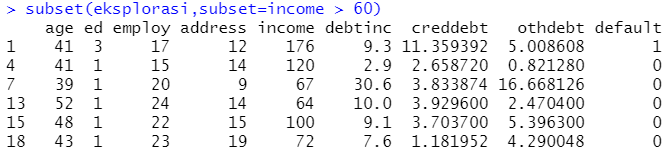 > subset(eksplorasi,subset=income > 60)
age ed employ address income debtinc creddebt othdebt default
1 41 3 17 12 176 9.3 11.359392 5.008608 1
4 41 1 15 14 120 2.9 2.658720 0.821280 0
7 39 1 20 9 67 30.6 3.833874 16.668126 0
13 52 1 24 14 64 10.0 3.929600 2.470400 0
15 48 1 22 15 100 9.1 3.703700 5.396300 0
18 43 1 23 19 72 7.6 1.181952 4.290048 0